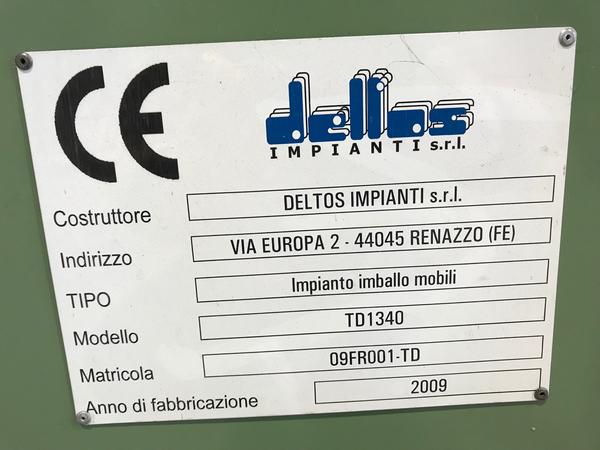 CE
deltos
IMPIANTI s.r.l.
Costruttore DELTOS IMPIANTI s.r.l.
Indirizzo VIA EUROPA 2 - 44045 RENAZZO (FE)
TIPO Impianto imballo mobili
Modello TD1340
Matricola 09FR001-TD
Anno di fabbricazione 2009